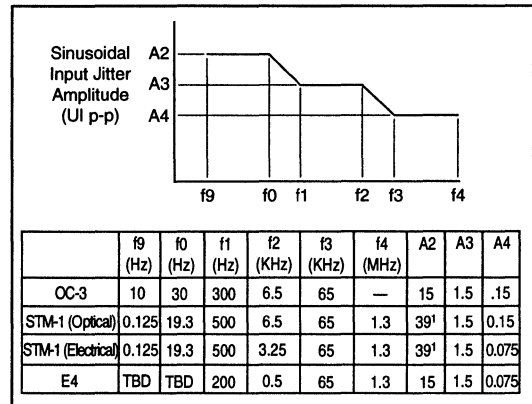 Sinusoidal
Input Jitter
Amplitude
(UI p-p)
A2
A3
A4
f9 f0 f1 f2 f3 f4
f9 (Hz) f0 (Hz) f1 (Hz) f2 (KHz) f3 (KHz) f4 (MHz) A2 A3 A4
OC-3 10 30 300 6.5 65 — 15 1.5 .15
STM-1 (Optical) 0.125 19.3 500 6.5 65 1.3 39¹ 1.5 0.15
STM-1 (Electrical) 0.125 19.3 500 3.25 65 1.3 39¹ 1.5 0.075
E4 TBD TBD 200 0.5 65 1.3 15 1.5 0.075